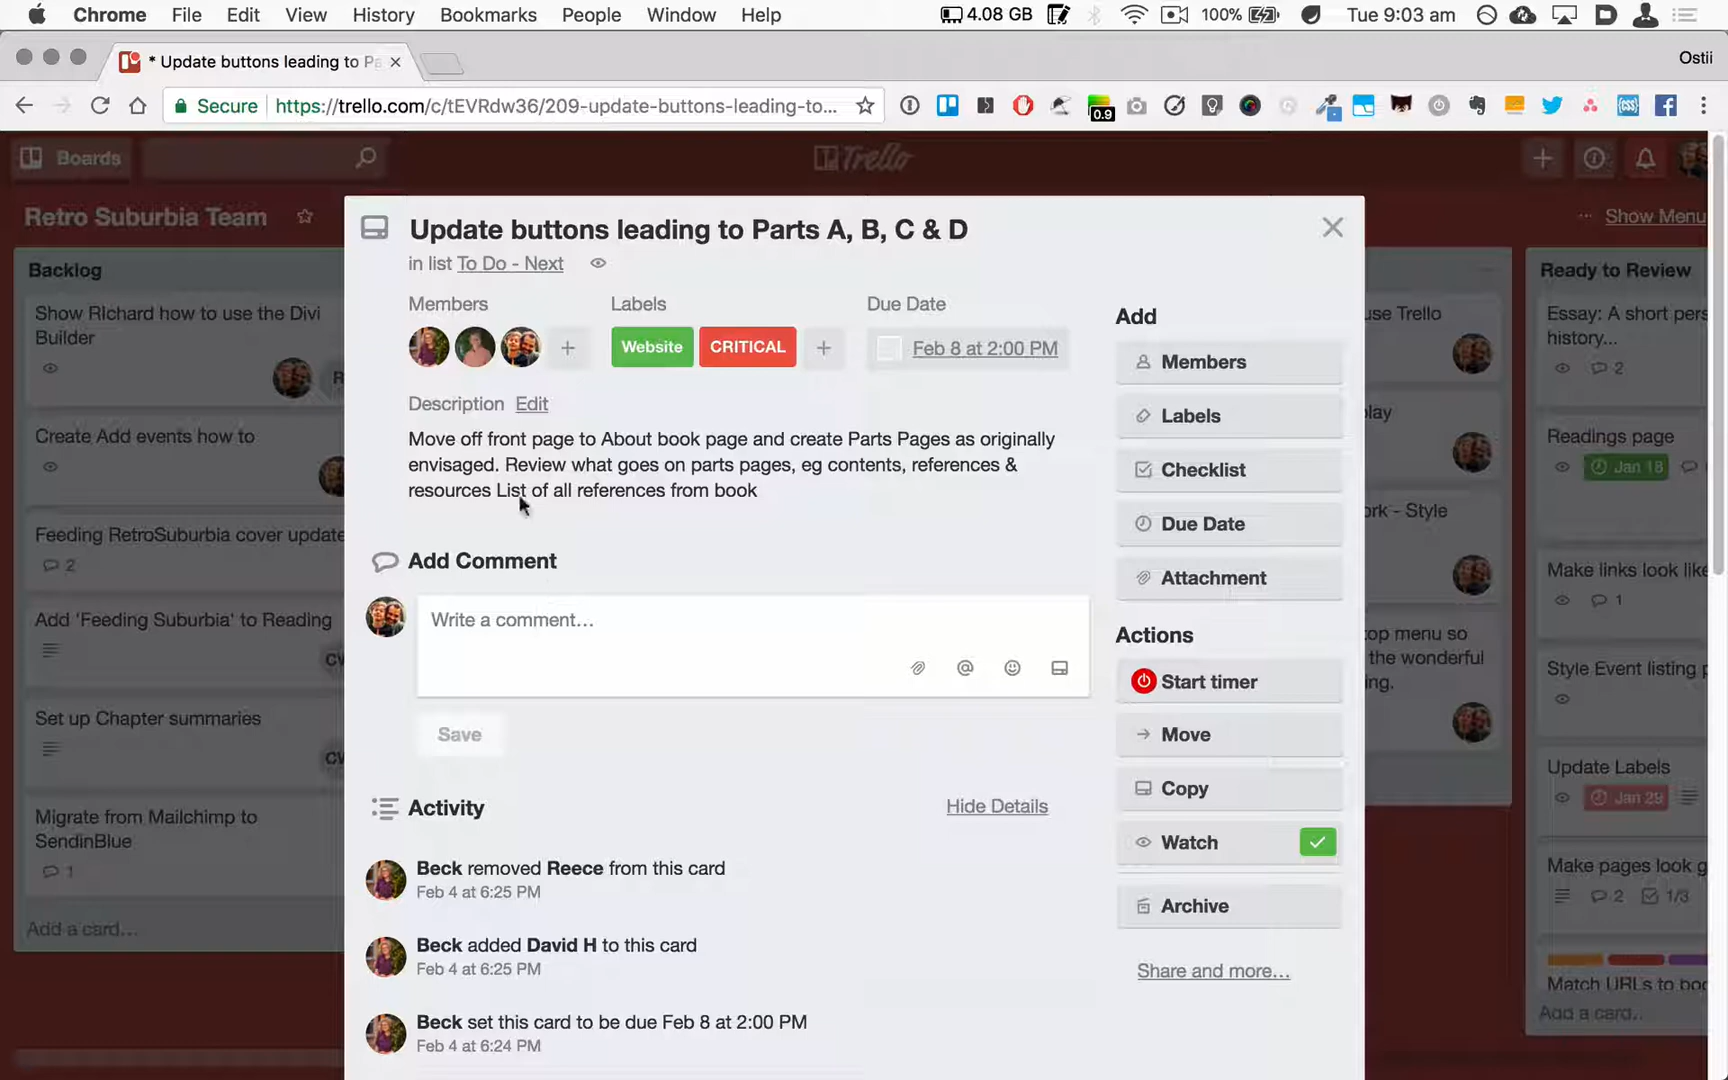 Chrome File Edit View History Bookmarks People Window Help 4.08 GB 100% Tue 9:03 am
* Update buttons leading to Pa
Ostii
Secure https://trello.com/c/tEVRdw36/209-update-buttons-leading-to...
0.9
Boards
Trello
Retro Suburbia Team
Show Menu
Backlog
Show RIchard how to use the Divi
Builder
Create Add events how to
Feeding RetroSuburbia cover update
2
Add 'Feeding Suburbia' to Reading
Set up Chapter summaries
Migrate from Mailchimp to
SendinBlue
1
Add a card...
Update buttons leading to Parts A, B, C & D
in list To Do - Next
Members
Labels
Website
CRITICAL
Due Date
Feb 8 at 2:00 PM
Description Edit
Move off front page to About book page and create Parts Pages as originally
envisaged. Review what goes on parts pages, eg contents, references &
resources List of all references from book
Add Comment
Write a comment...
Save
Activity
Hide Details
Beck removed Reece from this card
Feb 4 at 6:25 PM
Beck added David H to this card
Feb 4 at 6:25 PM
Beck set this card to be due Feb 8 at 2:00 PM
Feb 4 at 6:24 PM
Add
Members
Labels
Checklist
Due Date
Attachment
Actions
Start timer
Move
Copy
Watch
Archive
Share and more...
use Trello
play
ork - Style
top menu so
the wonderful
ing.
Ready to Review
Essay: A short pers
history...
2
Readings page
Jan 18
Make links look like
1
Style Event listing p
Update Labels
Jan 29
Make pages look g
2 1/3
Match URLs to boo
Add a card...